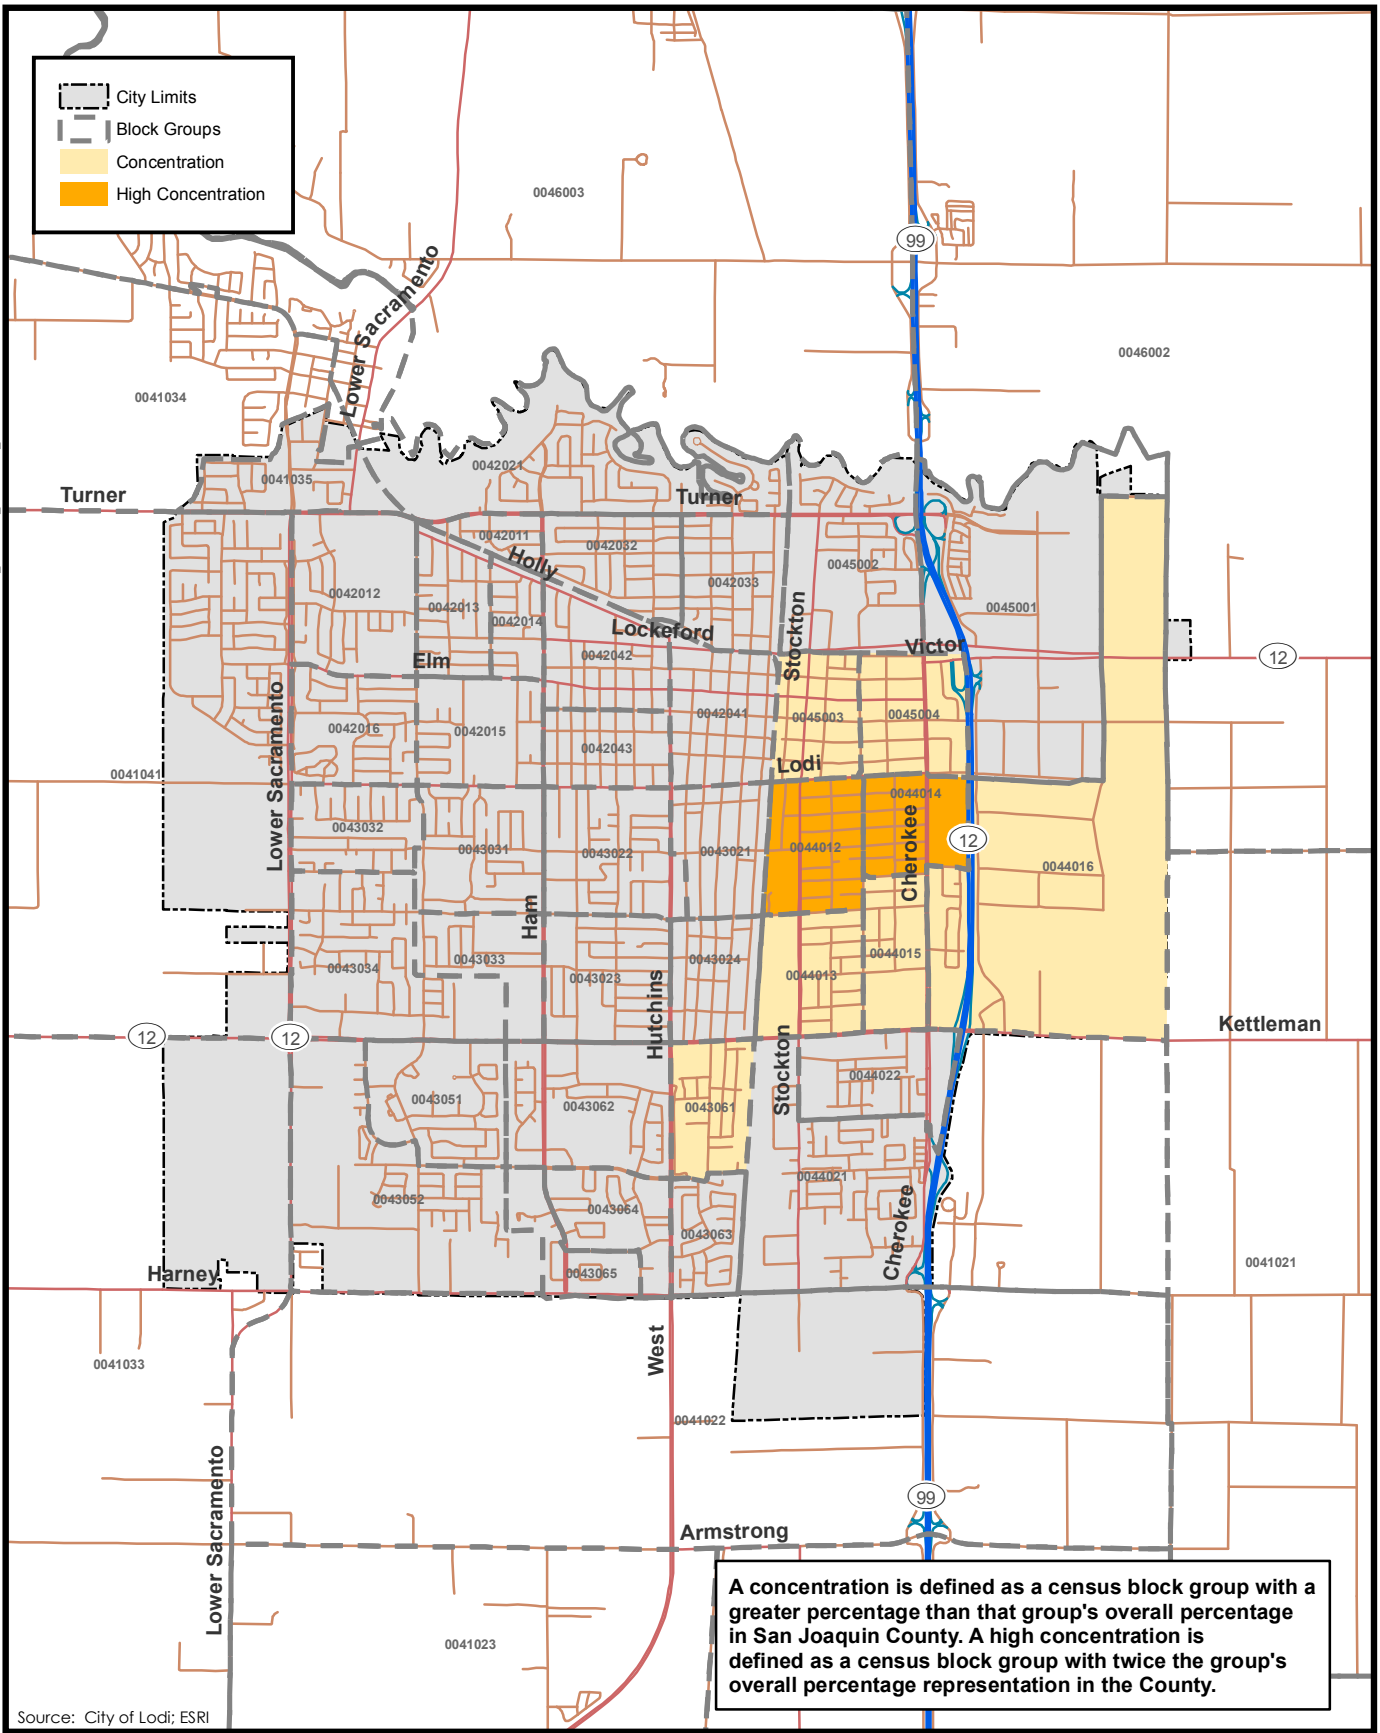 City Limits
Block Groups
Concentration
High Concentration
0046003
99
Lower Sacramento
0046002
0041034
0042021
0041035
Turner
Turner
0042011
0042032
Holly
0045002
0042033
0042012
0042013
0042014
0045001
Stockton
Lockeford
Victor
12
0042042
Elm
Lower Sacramento
0042041
0045003
0045004
0042016
0042015
0042043
Lodi
0041041
0044014
0043032
Cherokee
12
0043031
0043022
0043021
0044012
0044016
Ham
0043034
0043033
0043023
0043024
0044013
0044015
Hutchins
12
12
Kettleman
Stockton
0044022
0043051
0043062
0043061
0044021
0043052
0043064
Cherokee
0043063
Harney
0043065
0041021
West
0041033
0041022
Lower Sacramento
99
Armstrong
0041023
A concentration is defined as a census block group with a
greater percentage than that group's overall percentage
in San Joaquin County. A high concentration is
defined as a census block group with twice the group's
overall percentage representation in the County.
Source: City of Lodi; ESRI